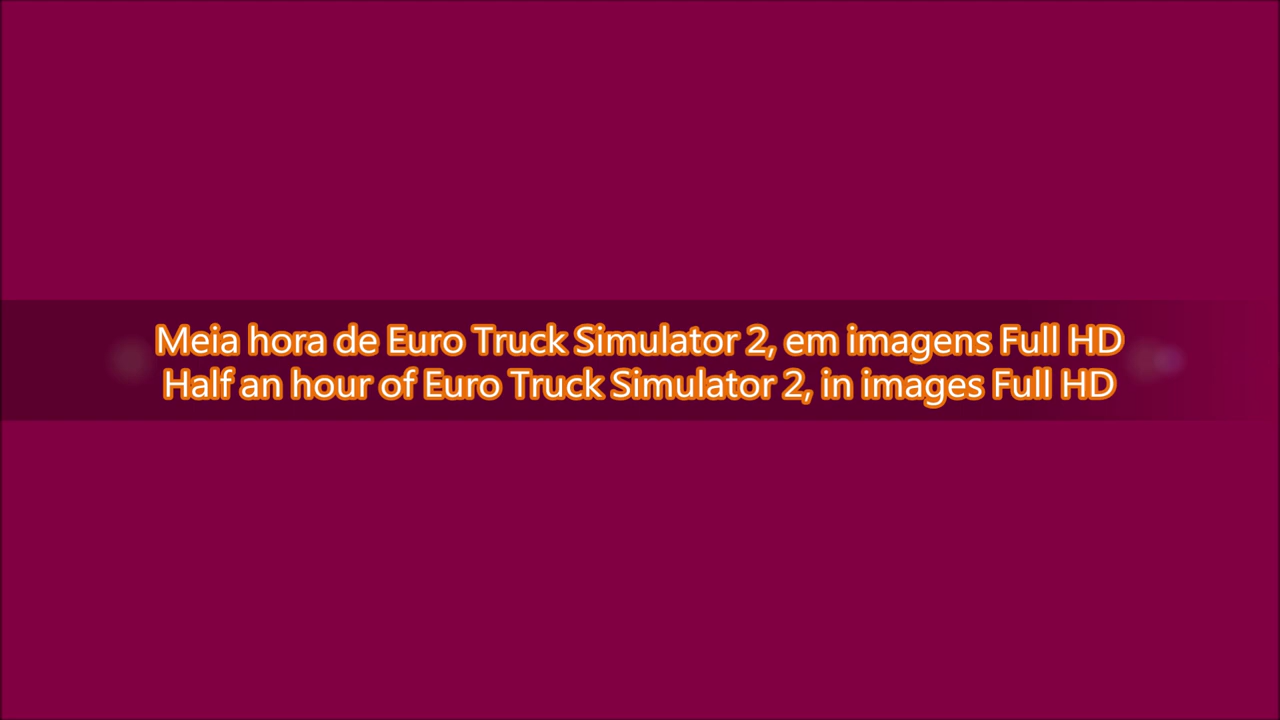 Meia hora de Euro Truck Simulator 2, em imagens Full HD
Half an hour of Euro Truck Simulator 2, in images Full HD